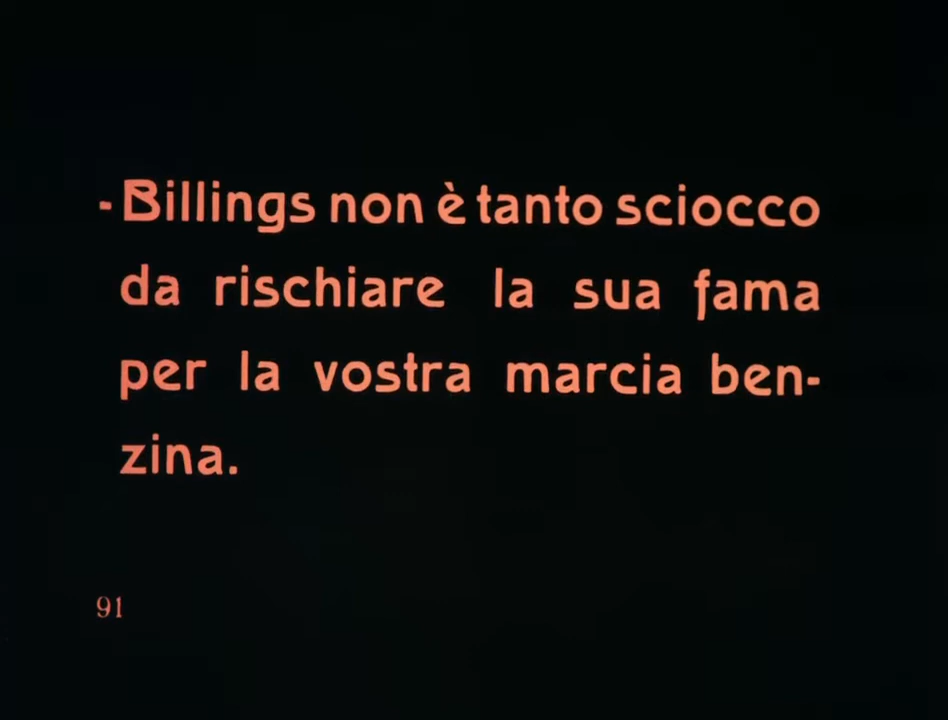 - Billings non è tanto sciocco
da rischiare la sua fama
per la vostra marcia ben-
zina.
91